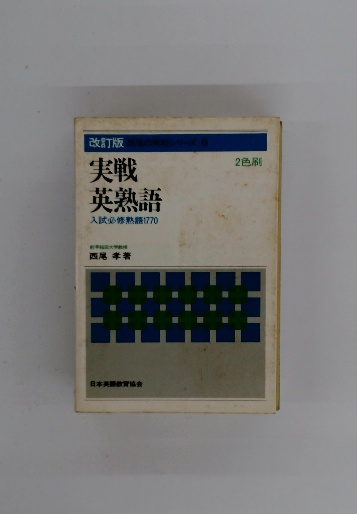 改訂版
2色刷
実戦
英熟語
入試必修熟語1770
西尾 孝著
日本英語教育協会